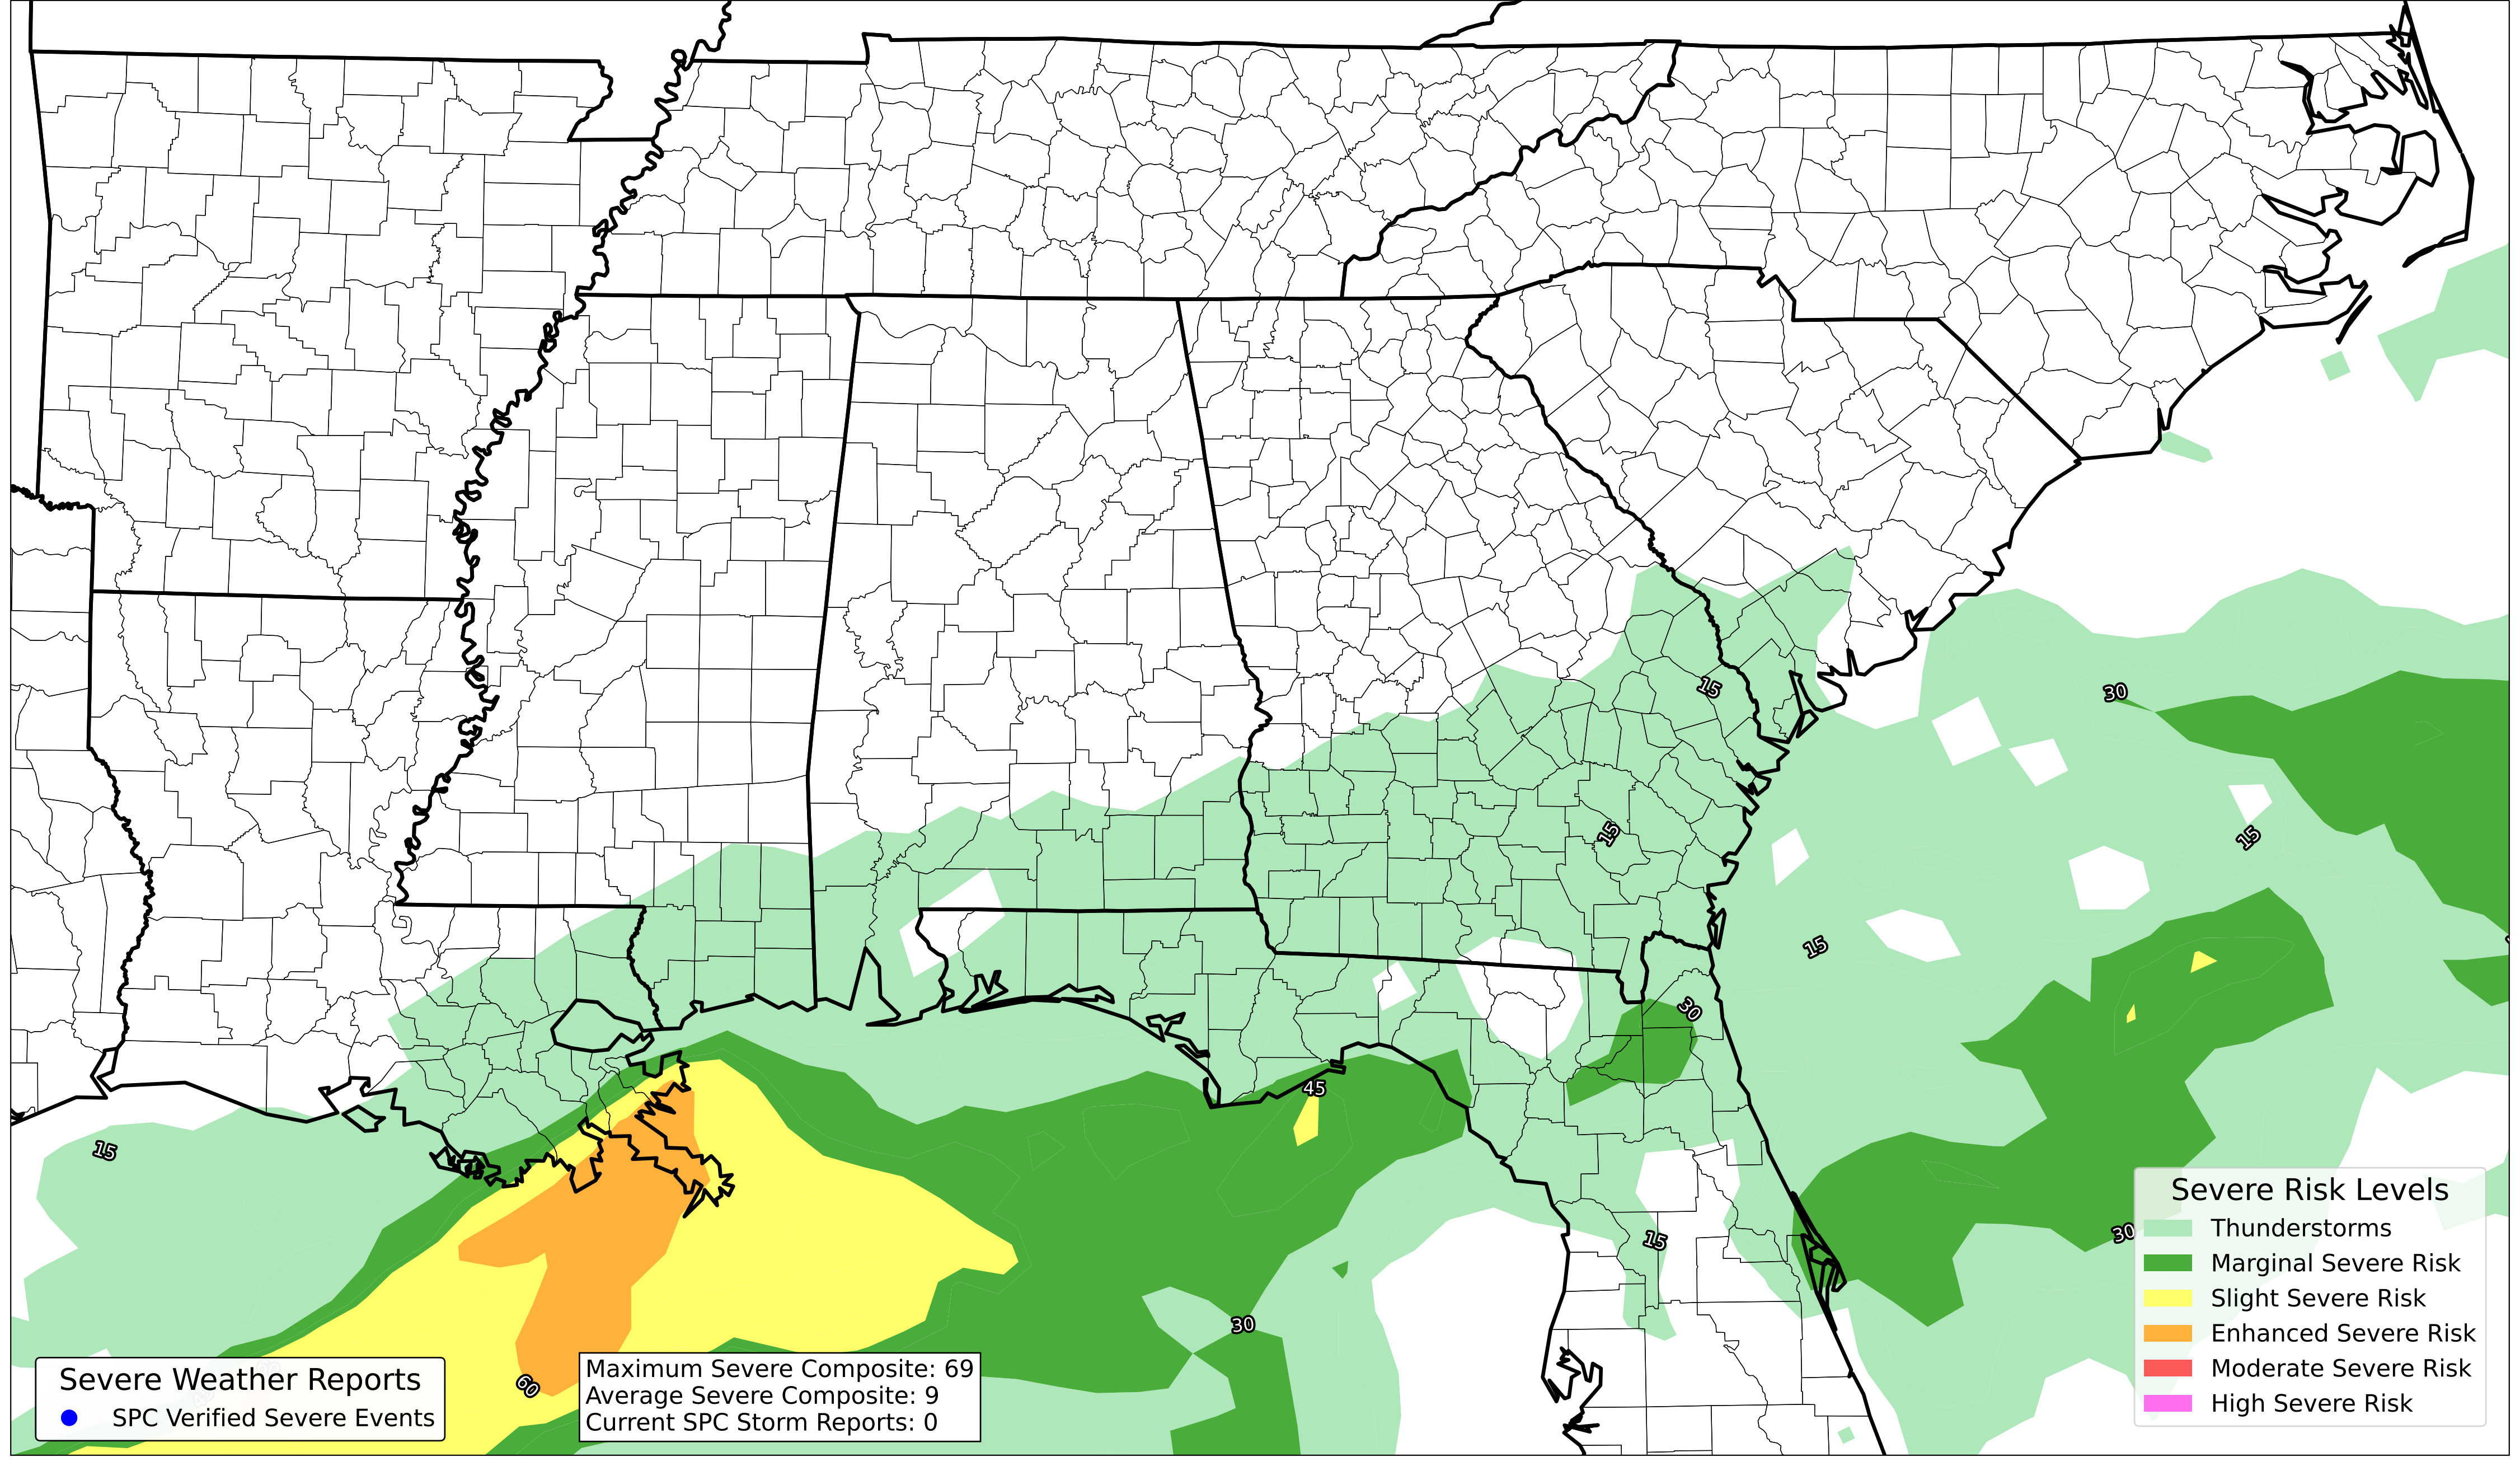 15
30
15
15
15
30
45
15
15
30
30
60
Severe Risk Levels
Thunderstorms
Marginal Severe Risk
Slight Severe Risk
Enhanced Severe Risk
Moderate Severe Risk
High Severe Risk
Severe Weather Reports
SPC Verified Severe Events
Maximum Severe Composite: 69
Average Severe Composite: 9
Current SPC Storm Reports: 0